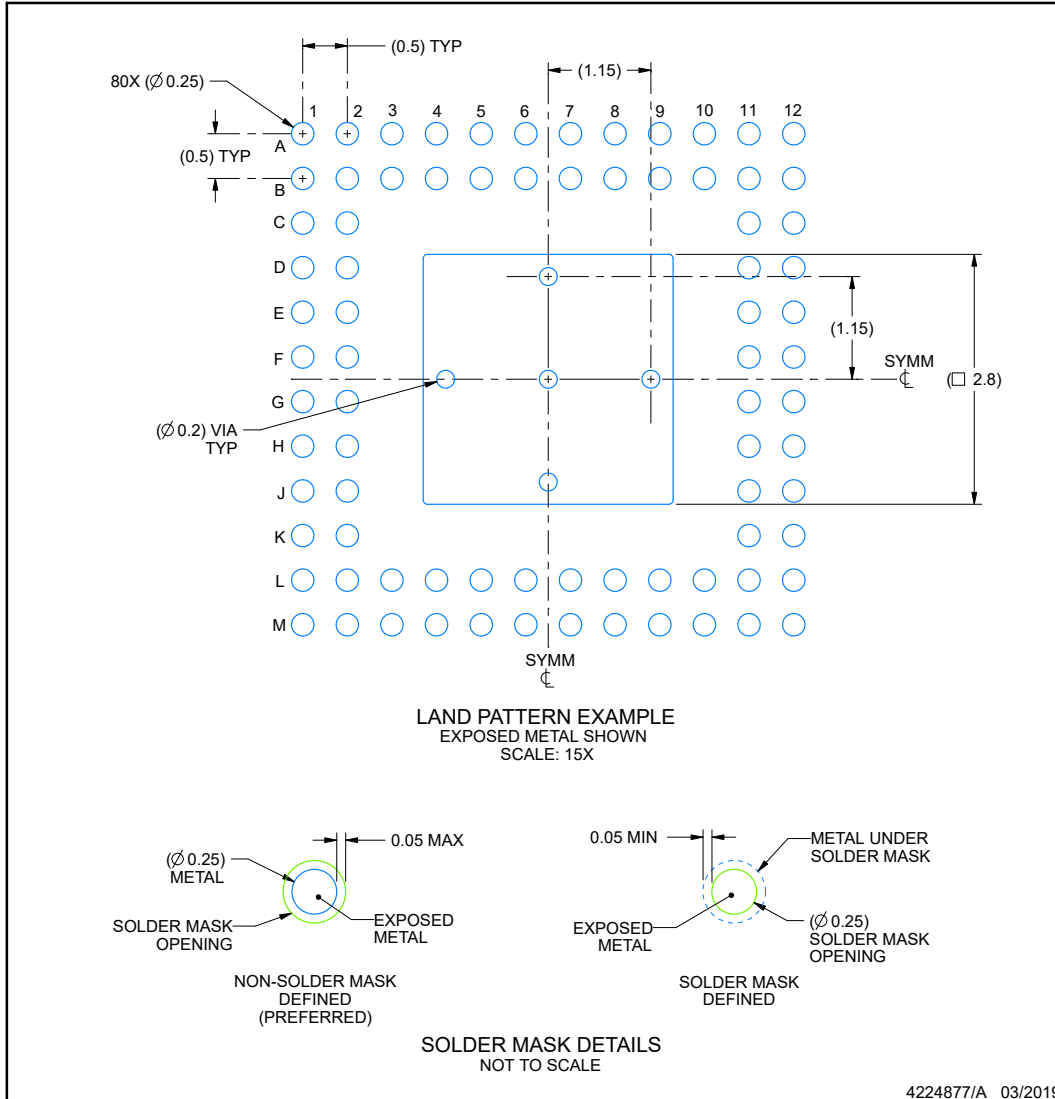 (0.5) TYP
(1.15)
80X (Ø 0.25)
1 2 3 4 5 6 7 8 9 10 11 12
A
(0.5) TYP
B
C
D
E
(1.15)
F
SYMM
℄
(□ 2.8)
G
(Ø 0.2) VIA
TYP
H
J
K
L
M
SYMM
℄
LAND PATTERN EXAMPLE
EXPOSED METAL SHOWN
SCALE: 15X
0.05 MAX
(Ø 0.25)
METAL
SOLDER MASK
OPENING
EXPOSED
METAL
NON-SOLDER MASK
DEFINED
(PREFERRED)
0.05 MIN
METAL UNDER
SOLDER MASK
EXPOSED
METAL
(Ø 0.25)
SOLDER MASK
OPENING
SOLDER MASK
DEFINED
SOLDER MASK DETAILS
NOT TO SCALE
4224877/A 03/2019